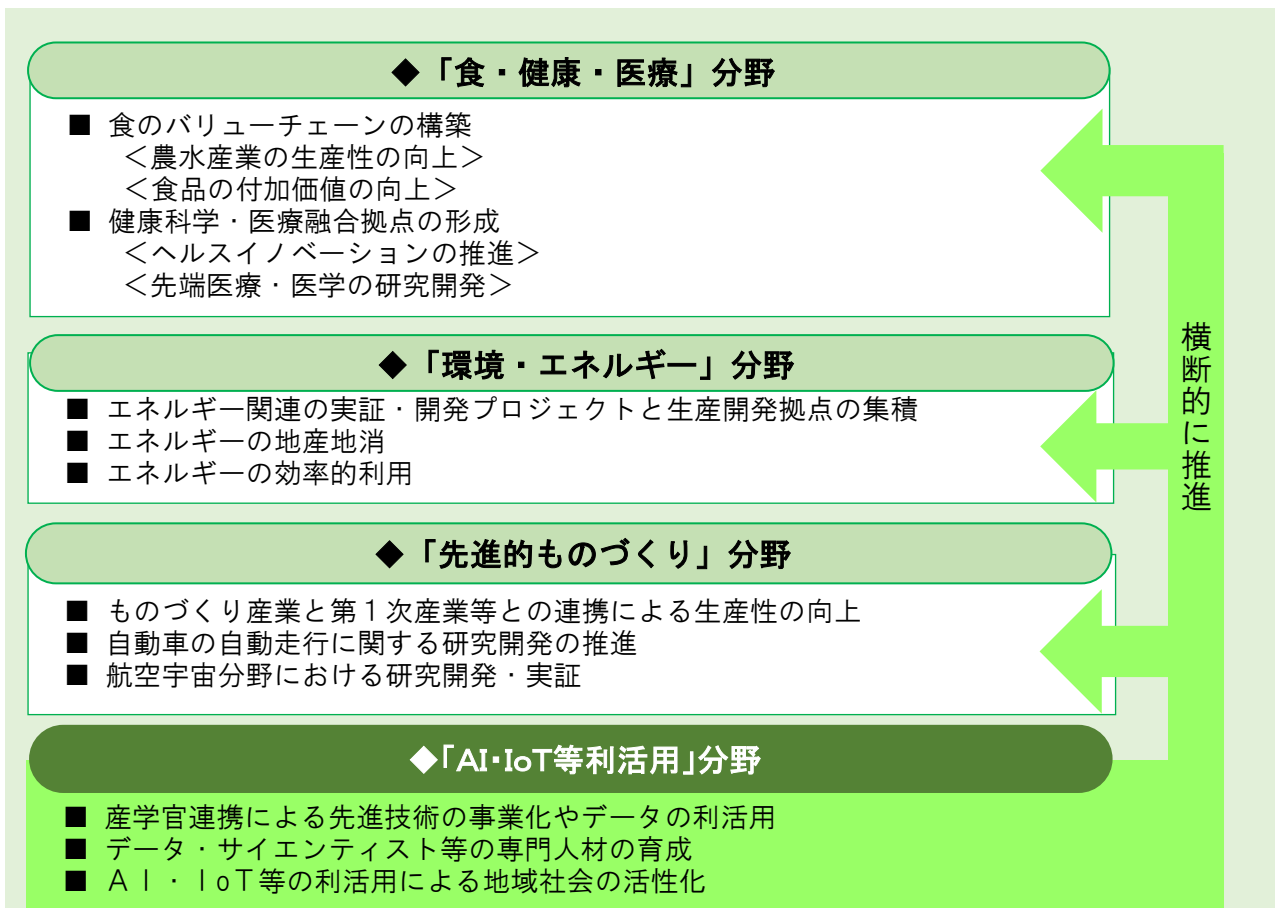 ◆「食・健康・医療」分野
■ 食のバリューチェーンの構築
＜農水産業の生産性の向上＞
＜食品の付加価値の向上＞
■ 健康科学・医療融合拠点の形成
＜ヘルスイノベーションの推進＞
＜先端医療・医学の研究開発＞
◆「環境・エネルギー」分野
■ エネルギー関連の実証・開発プロジェクトと生産開発拠点の集積
■ エネルギーの地産地消
■ エネルギーの効率的利用
◆「先進的ものづくり」分野
■ ものづくり産業と第１次産業等との連携による生産性の向上
■ 自動車の自動走行に関する研究開発の推進
■ 航空宇宙分野における研究開発・実証
◆「AI・IoT等利活用」分野
■ 産学官連携による先進技術の事業化やデータの利活用
■ データ・サイエンティスト等の専門人材の育成
■ ＡＩ・ＩoＴ等の利活用による地域社会の活性化
横断的に推進